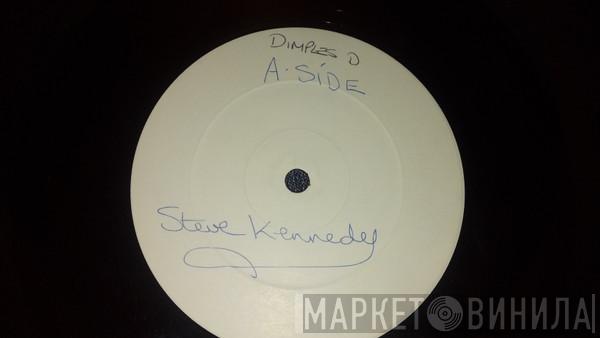 DIMPLES D
A·SIDE
Steve Kennedy
МАРКЕТ ВИНИЛА